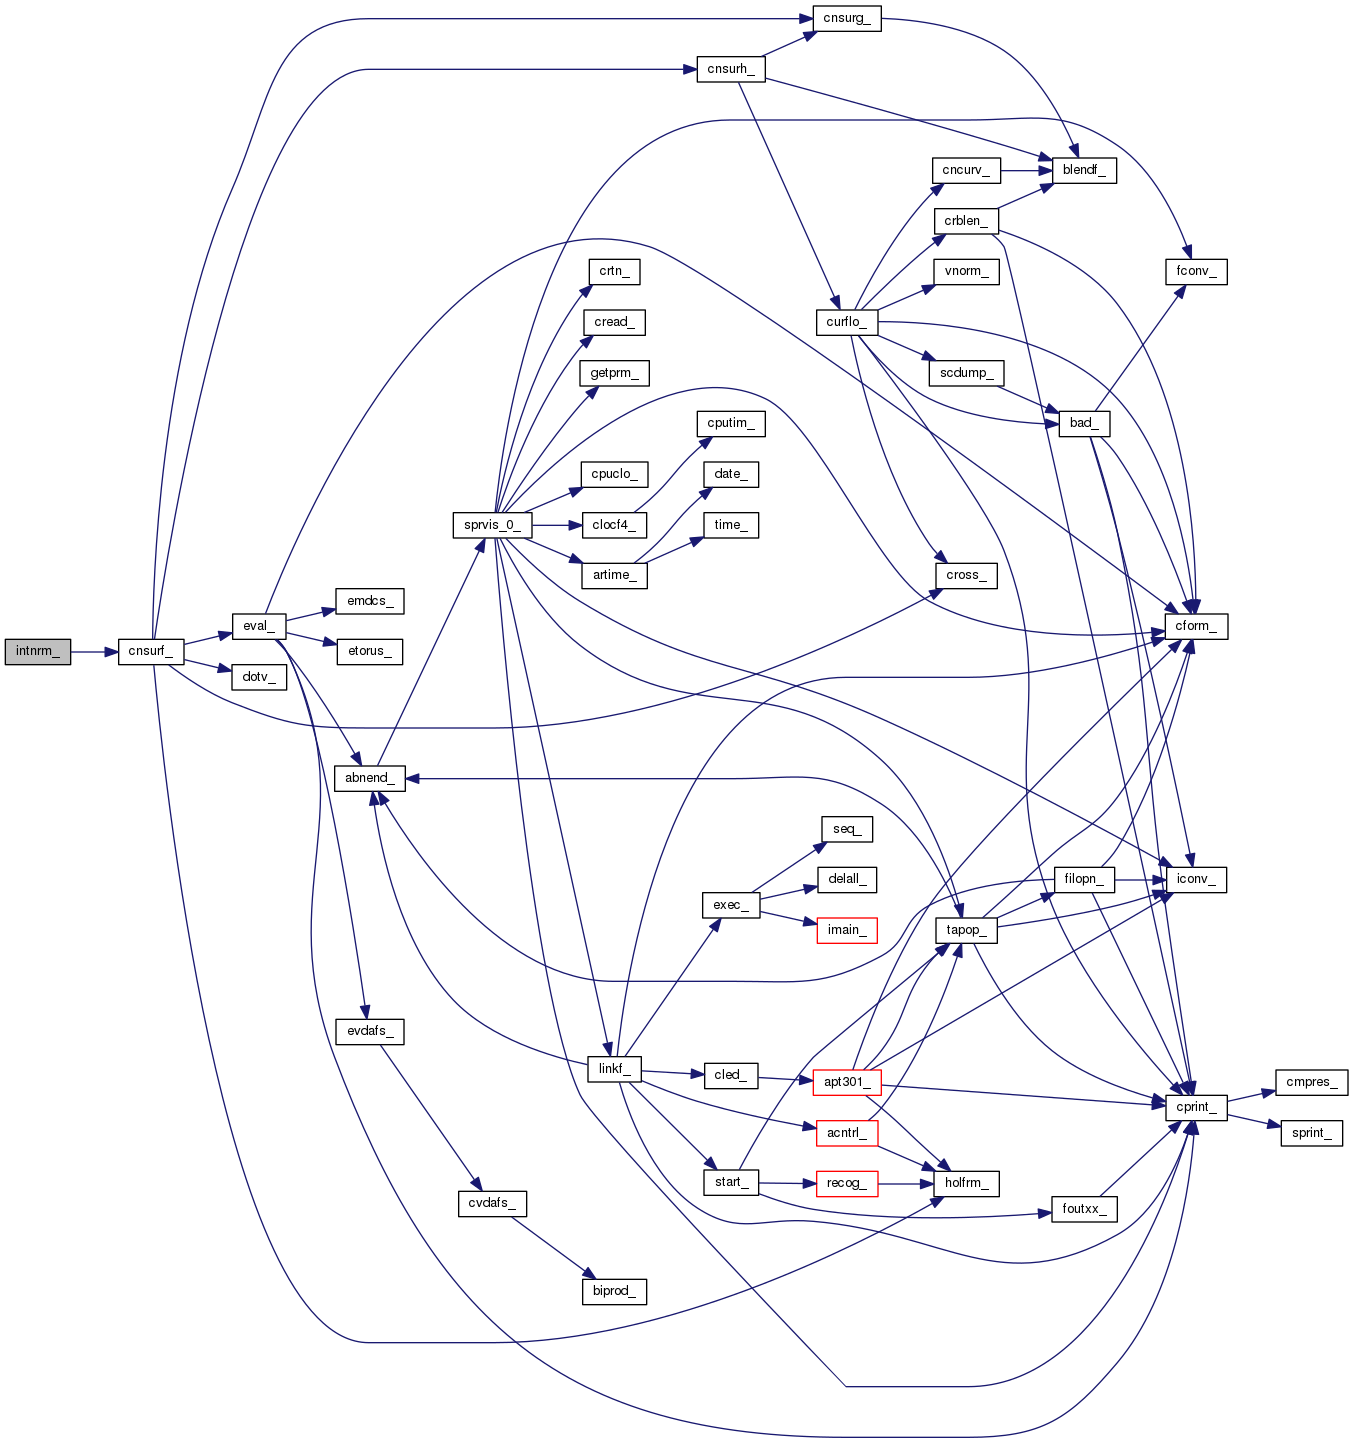 cnsurg_
cnsurh_
cncurv_
blendf_
crblen_
crtn_
vnorm_
fconv_
cread_
curflo_
getprm_
scdump_
cputim_
bad_
cpuclo_
date_
sprvis_0_
clocf4_
time_
artime_
cross_
emdcs_
eval_
cform_
intnrm_
cnsurf_
etorus_
dotv_
abnend_
seq_
delall_
filopn_
iconv_
exec_
imain_
tapop_
evdafs_
linkf_
cled_
apt301_
cmpres_
cprint_
acntrl_
sprint_
start_
recog_
holfrm_
cvdafs_
foutxx_
biprod_